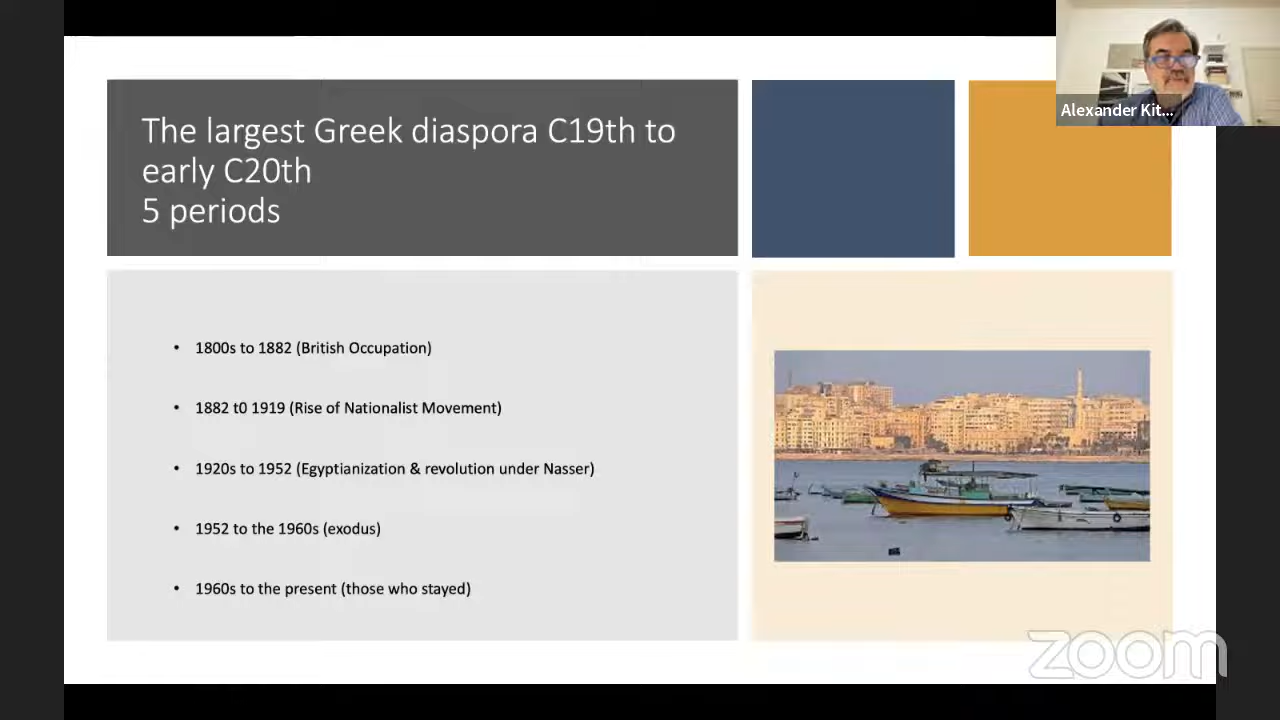 The largest Greek diaspora C19th to
early C20th
5 periods
Alexander Kit...
• 1800s to 1882 (British Occupation)
• 1882 t0 1919 (Rise of Nationalist Movement)
• 1920s to 1952 (Egyptianization & revolution under Nasser)
• 1952 to the 1960s (exodus)
• 1960s to the present (those who stayed)
zoom